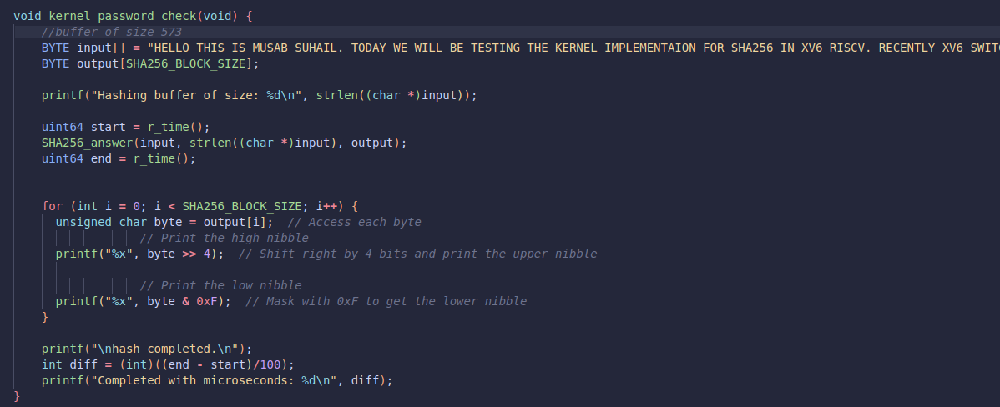 void kernel_password_check(void) {
//buffer of size 573
BYTE input[] = "HELLO THIS IS MUSAB SUHAIL. TODAY WE WILL BE TESTING THE KERNEL IMPLEMENTAION FOR SHA256 IN XV6 RISCV. RECENTLY XV6 SWIT
BYTE output[SHA256_BLOCK_SIZE];
printf("Hashing buffer of size: %d\n", strlen((char *)input));
uint64 start = r_time();
SHA256_answer(input, strlen((char *)input), output);
uint64 end = r_time();
for (int i = 0; i < SHA256_BLOCK_SIZE; i++) {
unsigned char byte = output[i];  // Access each byte
// Print the high nibble
printf("%x", byte >> 4);  // Shift right by 4 bits and print the upper nibble
// Print the low nibble
printf("%x", byte & 0xF);  // Mask with 0xF to get the lower nibble
}
printf("\nhash completed.\n");
int diff = (int)((end - start)/100);
printf("Completed with microseconds: %d\n", diff);
}